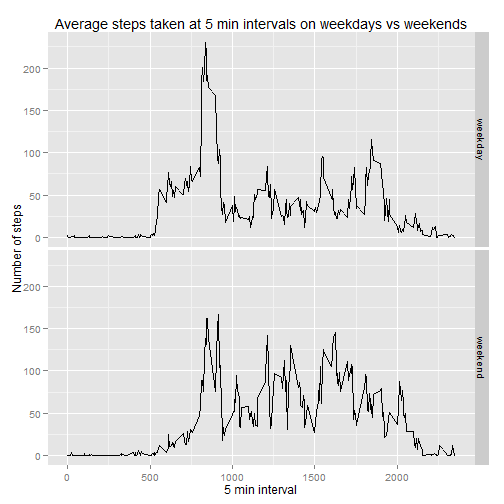 Average steps taken at 5 min intervals on weekdays vs weekends
200
150
100
50
0
weekday
200
150
100
50
0
weekend
Number of steps
0 500 1000 1500 2000
5 min interval